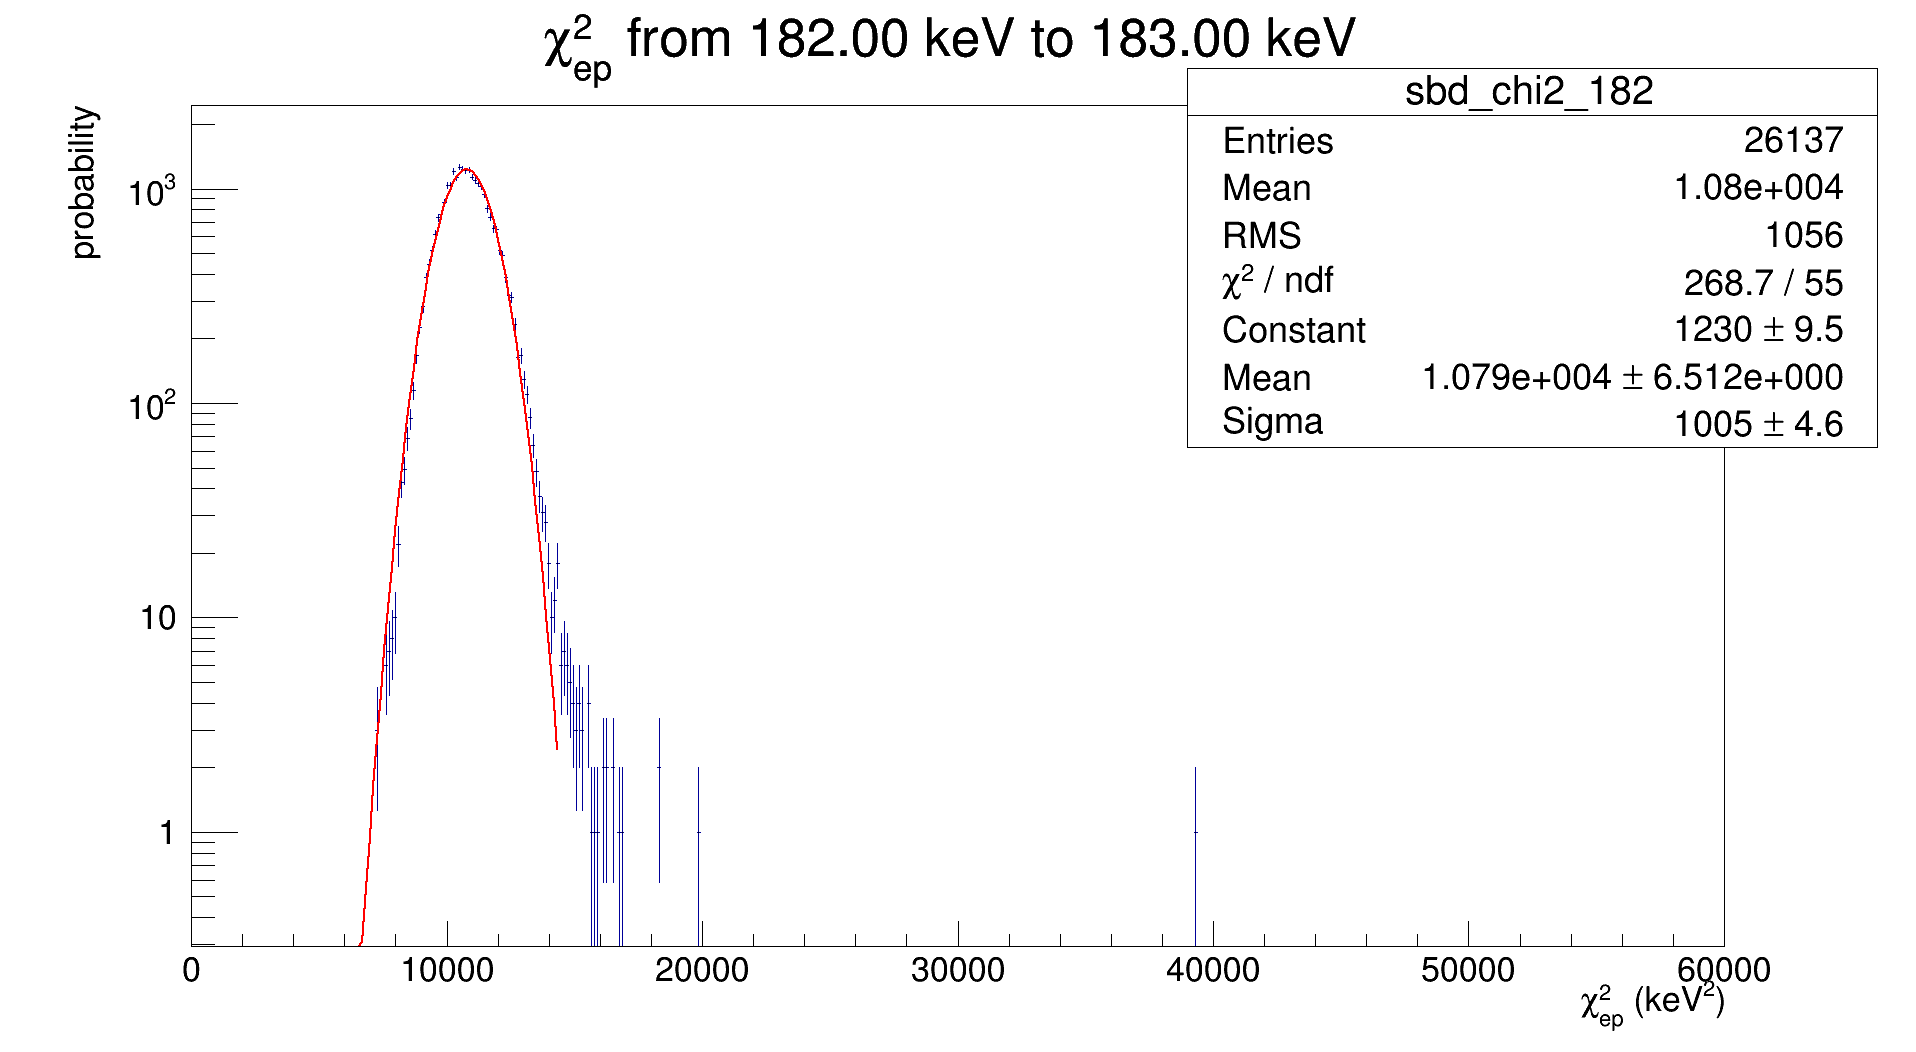 χ²ep from 182.00 keV to 183.00 keV
sbd_chi2_182
Entries 26137
Mean 1.08e+004
RMS 1056
χ² / ndf 268.7 / 55
Constant 1230 ± 9.5
Mean 1.079e+004 ± 6.512e+000
Sigma 1005 ± 4.6
probability
10³
10²
10
1
0 10000 20000 30000 40000 50000 60000
χ²ep (keV²)